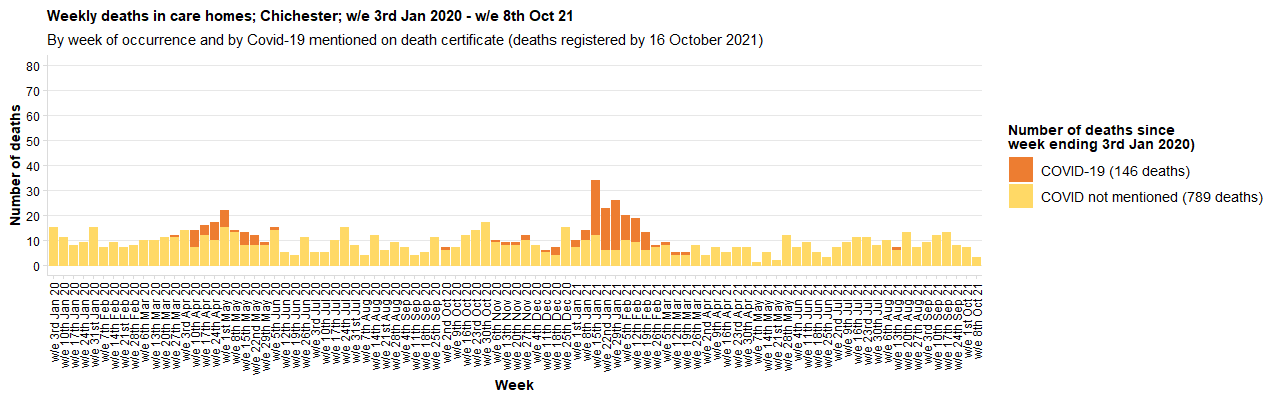 Weekly deaths in care homes; Chichester; w/e 3rd Jan 2020 - w/e 8th Oct 21
By week of occurrence and by Covid-19 mentioned on death certificate (deaths registered by 16 October 2021)
Number of deaths
80
70
60
50
40
30
20
10
0
w/e 3rd Jan 20
w/e 10th Jan 20
w/e 17th Jan 20
w/e 24th Jan 20
w/e 31st Jan 20
w/e 7th Feb 20
w/e 14th Feb 20
w/e 21st Feb 20
w/e 28th Feb 20
w/e 6th Mar 20
w/e 13th Mar 20
w/e 20th Mar 20
w/e 27th Mar 20
w/e 3rd Apr 20
w/e 10th Apr 20
w/e 17th Apr 20
w/e 24th Apr 20
w/e 1st May 20
w/e 8th May 20
w/e 15th May 20
w/e 22nd May 20
w/e 29th May 20
w/e 5th Jun 20
w/e 12th Jun 20
w/e 19th Jun 20
w/e 26th Jun 20
w/e 3rd Jul 20
w/e 10th Jul 20
w/e 17th Jul 20
w/e 24th Jul 20
w/e 31st Jul 20
w/e 7th Aug 20
w/e 14th Aug 20
w/e 21st Aug 20
w/e 28th Aug 20
w/e 4th Sep 20
w/e 11th Sep 20
w/e 18th Sep 20
w/e 25th Sep 20
w/e 2nd Oct 20
w/e 9th Oct 20
w/e 16th Oct 20
w/e 23rd Oct 20
w/e 30th Oct 20
w/e 6th Nov 20
w/e 13th Nov 20
w/e 20th Nov 20
w/e 27th Nov 20
w/e 4th Dec 20
w/e 11th Dec 20
w/e 18th Dec 20
w/e 25th Dec 20
w/e 1st Jan 21
w/e 8th Jan 21
w/e 15th Jan 21
w/e 22nd Jan 21
w/e 29th Jan 21
w/e 5th Feb 21
w/e 12th Feb 21
w/e 19th Feb 21
w/e 26th Feb 21
w/e 5th Mar 21
w/e 12th Mar 21
w/e 19th Mar 21
w/e 26th Mar 21
w/e 2nd Apr 21
w/e 9th Apr 21
w/e 16th Apr 21
w/e 23rd Apr 21
w/e 30th Apr 21
w/e 7th May 21
w/e 14th May 21
w/e 21st May 21
w/e 28th May 21
w/e 4th Jun 21
w/e 11th Jun 21
w/e 18th Jun 21
w/e 25th Jun 21
w/e 2nd Jul 21
w/e 9th Jul 21
w/e 16th Jul 21
w/e 23rd Jul 21
w/e 30th Jul 21
w/e 6th Aug 21
w/e 13th Aug 21
w/e 20th Aug 21
w/e 27th Aug 21
w/e 3rd Sep 21
w/e 10th Sep 21
w/e 17th Sep 21
w/e 24th Sep 21
w/e 1st Oct 21
w/e 8th Oct 21
Week
Number of deaths since
week ending 3rd Jan 2020)
COVID-19 (146 deaths)
COVID not mentioned (789 deaths)